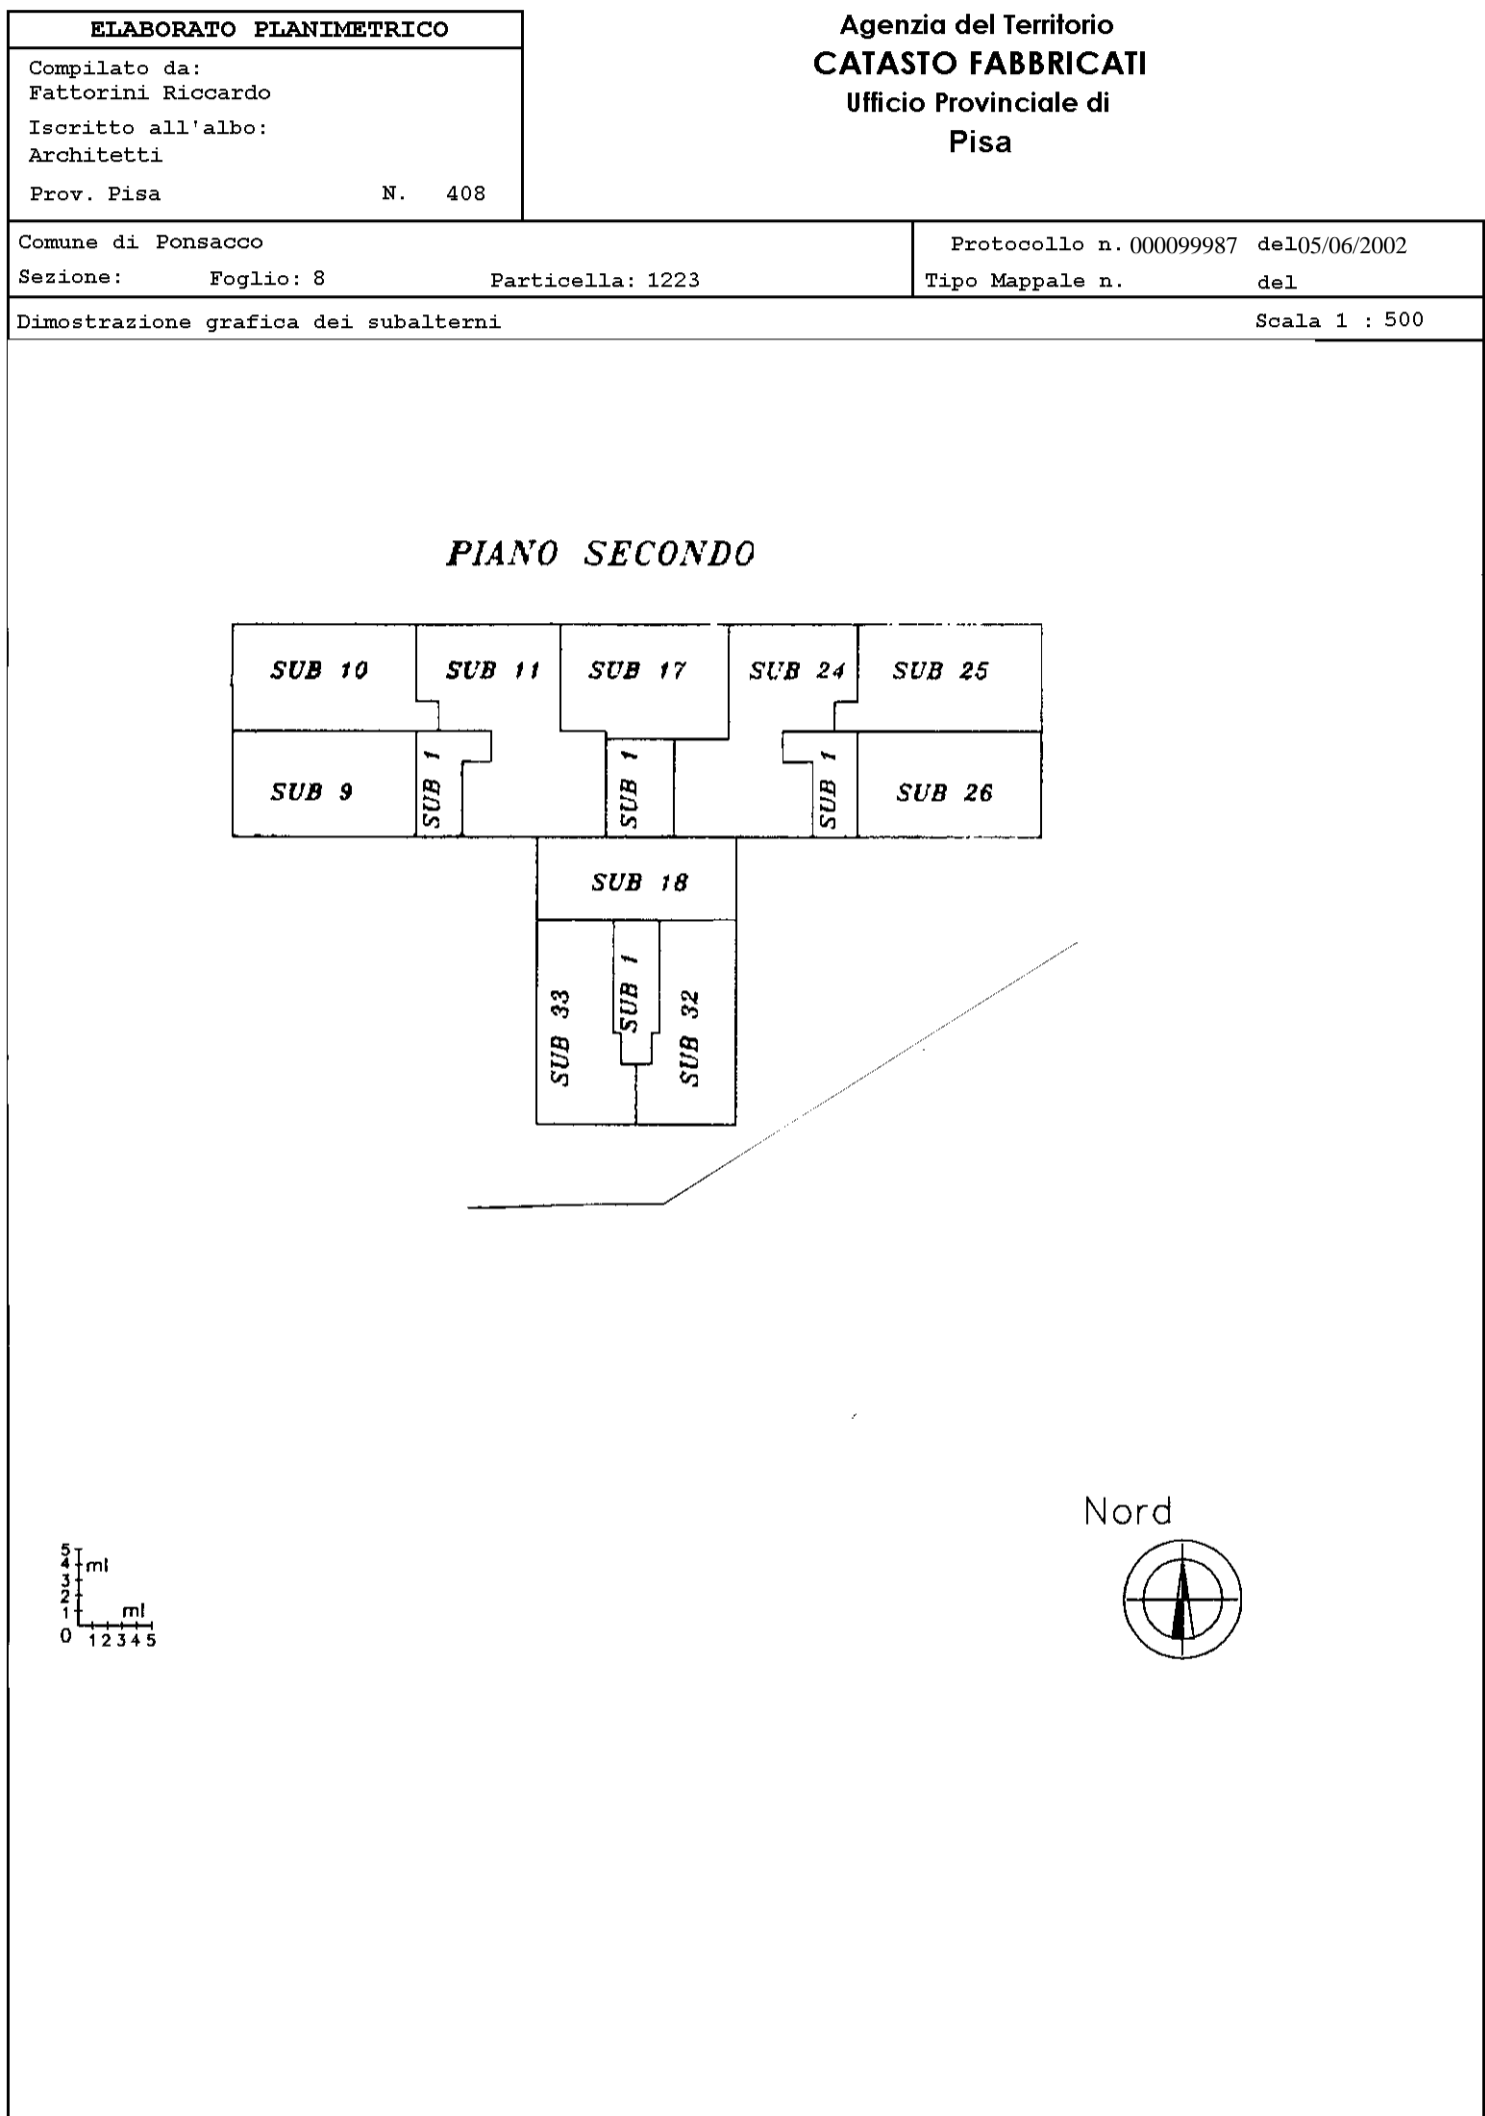 ELABORATO PLANIMETRICO
Compilato da:
Fattorini Riccardo
Iscritto all'albo:
Architetti
Prov. Pisa N. 408
Agenzia del Territorio
CATASTO FABBRICATI
Ufficio Provinciale di
Pisa
Comune di Ponsacco
Sezione: Foglio: 8 Particella: 1223
Protocollo n. 000099987 del 05/06/2002
Tipo Mappale n. del
Dimostrazione grafica dei subalterni Scala 1 : 500
PIANO SECONDO
SUB 10 SUB 11 SUB 17 SUB 24 SUB 25
SUB 9 SUB 1 SUB 1 SUB 1 SUB 26
SUB 18
SUB 33 SUB 1 SUB 32
Nord
5
4 ml
3
2
1 ml
0 1 2 3 4 5